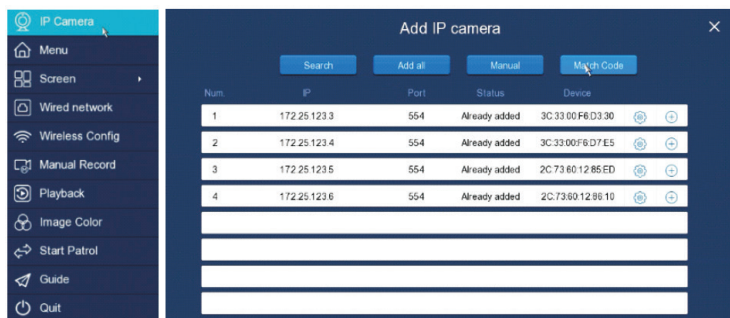 IP Camera
Menu
Screen
Wired network
Wireless Config
Manual Record
Playback
Image Color
Start Patrol
Guide
Quit
Add IP camera
Search Add all Manual Match Code
Num. IP Port Status Device
1 172.25.123.3 554 Already added 3C:33:00:F6:D3:30
2 172.25.123.4 554 Already added 3C:33:00:F6:D7:E5
3 172.25.123.5 554 Already added 2C:73:60:12:85:ED
4 172.25.123.6 554 Already added 2C:73:60:12:86:10